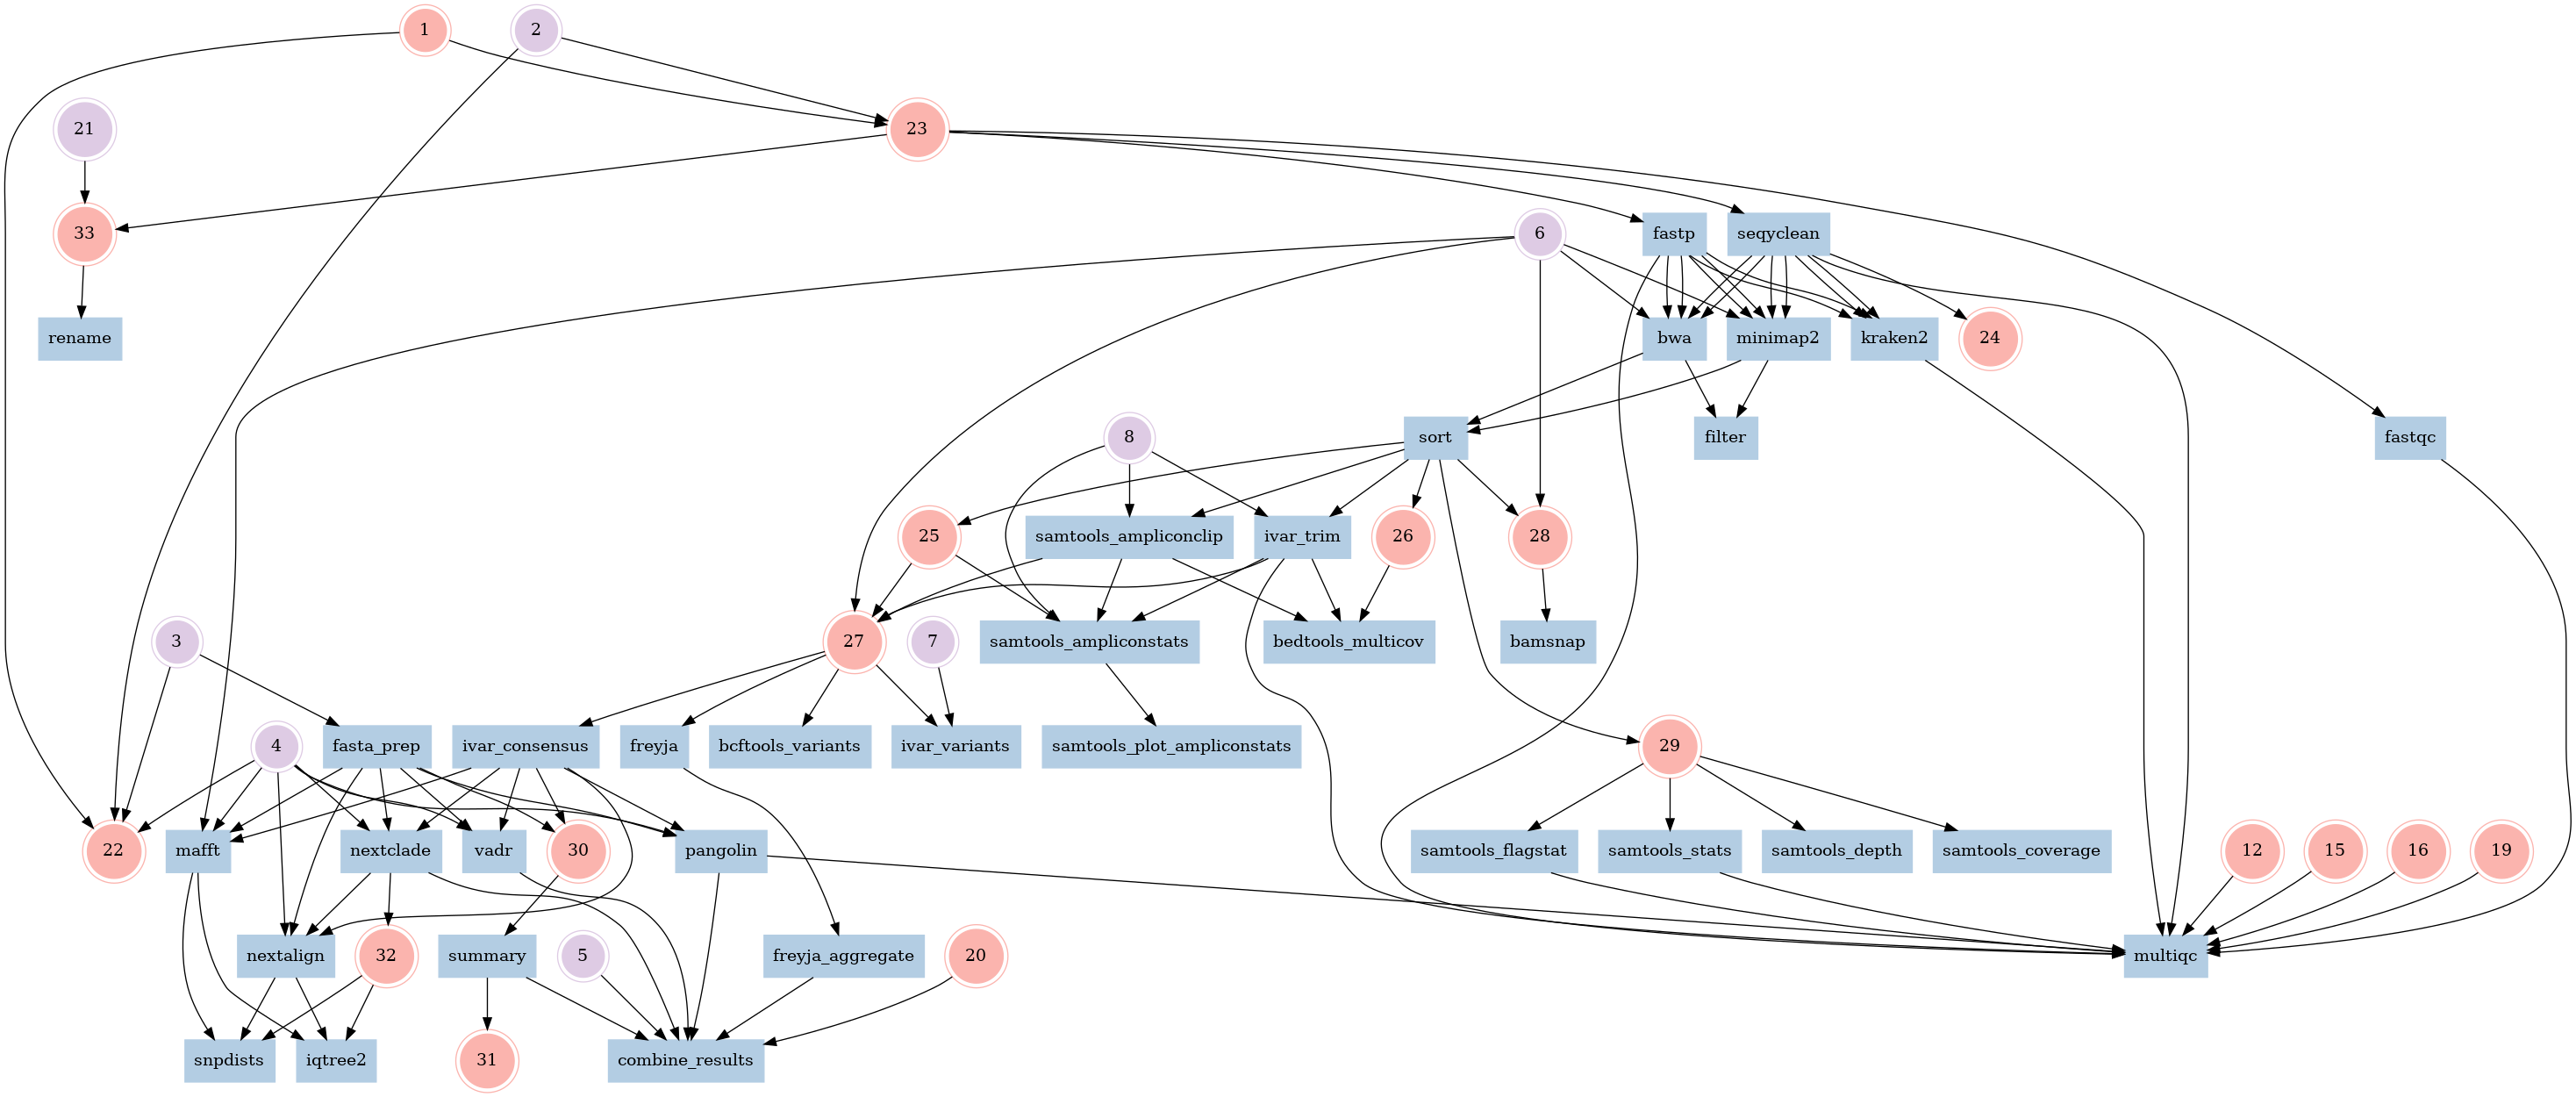 1
2
21
23
33
6
fastp
seqyclean
rename
bwa
minimap2
kraken2
24
8
sort
filter
fastqc
25
samtools_ampliconclip
ivar_trim
26
28
3
27
7
samtools_ampliconstats
bedtools_multicov
bamsnap
4
fasta_prep
ivar_consensus
freyja
bcftools_variants
ivar_variants
samtools_plot_ampliconstats
29
22
mafft
nextclade
vadr
30
pangolin
samtools_flagstat
samtools_stats
samtools_depth
samtools_coverage
12
15
16
19
nextalign
32
summary
5
freyja_aggregate
20
multiqc
snpdists
iqtree2
31
combine_results